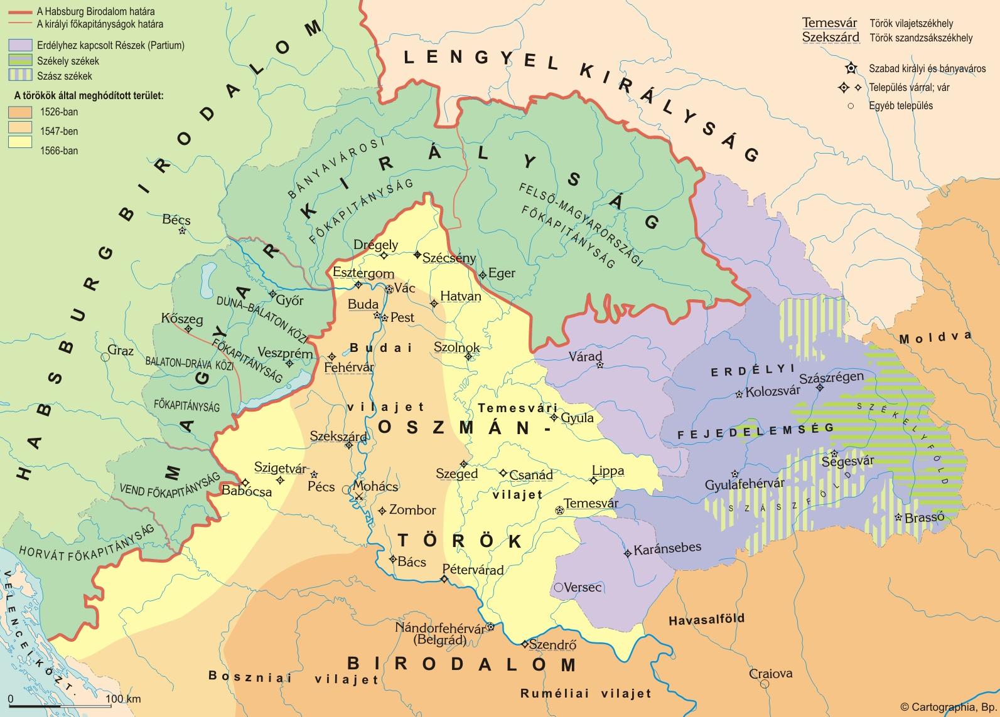 A Habsburg Birodalom határa
A királyi főkapitányságok határa
Erdélyhez kapcsolt Részek (Partium)
Székely székek
Szász székek
A törökök által meghódított terület:
1526-ban
1547-ben
1566-ban
Temesvár Török vilajetszékhely
Szekszárd Török szandzsákszékhely
Szabad királyi és bányaváros
Település várral; vár
Egyéb település
HABSBURG BIRODALOM
LENGYEL KIRÁLYSÁG
MAGYAR KIRÁLYSÁG
BÁNYAVÁROSI
FŐKAPITÁNYSÁG
FELSŐ-MAGYARORSZÁGI
FŐKAPITÁNYSÁG
Bécs
Drégely
Szécsény
Esztergom
Eger
Vác
Hatvan
Győr
Buda
Pest
DUNA–BALATON KÖZI
FŐKAPITÁNYSÁG
Kőszeg
Graz
Veszprém
BALATON–DRÁVA KÖZI
FŐKAPITÁNYSÁG
Fehérvár
Budai
vilajet
Szolnok
Várad
Moldva
ERDÉLYI
FEJEDELEMSÉG
Szászrégen
Kolozsvár
SZÉKELYFÖLD
Temesvári
vilajet
Gyula
OSZMÁN-
TÖRÖK
BIRODALOM
Szekszárd
Szigetvár
Szeged
Csanád
Lippa
Segesvár
Gyulafehérvár
SZÁSZFÖLD
Brassó
VEND FŐKAPITÁNYSÁG
Babócsa
Pécs
Mohács
Zombor
Temesvár
HORVÁT FŐKAPITÁNYSÁG
Karánsebes
Bács
Pétervárad
Versec
VELENCEI KÖZT.
Nándorfehérvár
(Belgrád)
Szendrő
Havasalföld
Boszniai vilajet
Ruméliai vilajet
Craiova
0 100 km
© Cartographia, Bp.